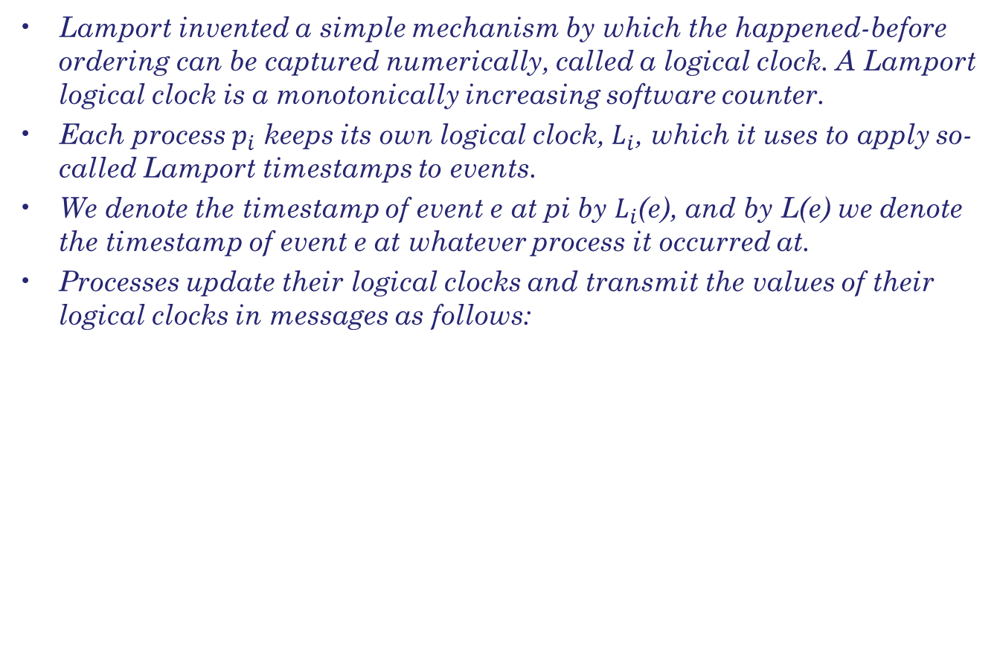 • Lamport invented a simple mechanism by which the happened-before
ordering can be captured numerically, called a logical clock. A Lamport
logical clock is a monotonically increasing software counter.
• Each process pᵢ keeps its own logical clock, Lᵢ, which it uses to apply so-
called Lamport timestamps to events.
• We denote the timestamp of event e at pi by Lᵢ(e), and by L(e) we denote
the timestamp of event e at whatever process it occurred at.
• Processes update their logical clocks and transmit the values of their
logical clocks in messages as follows: